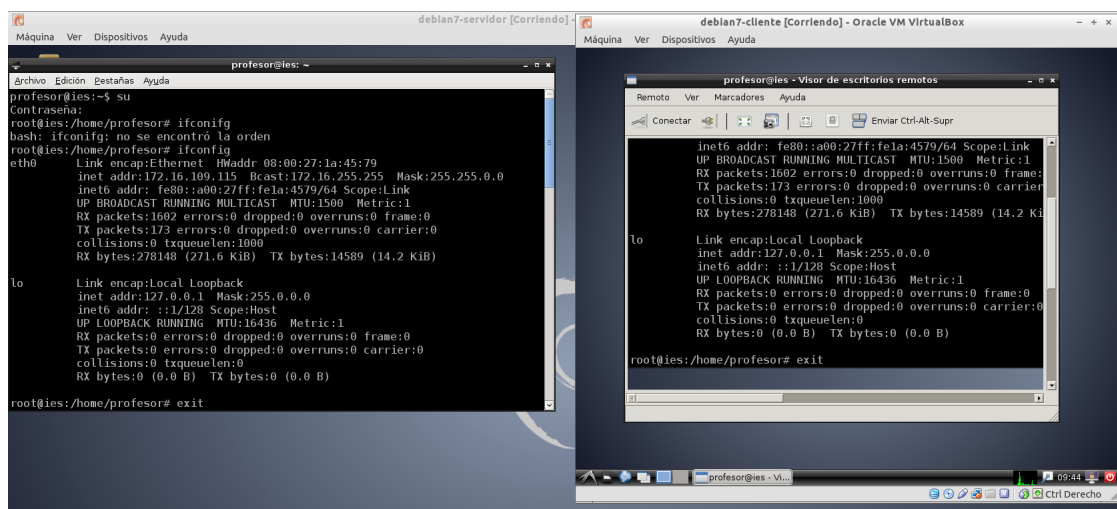 debian7-servidor [Corriendo] -
Máquina Ver Dispositivos Ayuda
profesor@ies: ~
Archivo Edición Pestañas Ayuda
profesor@ies:~$ su
Contraseña:
root@ies:/home/profesor# ifconifg
bash: ifconifg: no se encontró la orden
root@ies:/home/profesor# ifconfig
eth0 Link encap:Ethernet HWaddr 08:00:27:1a:45:79
inet addr:172.16.109.115 Bcast:172.16.255.255 Mask:255.255.0.0
inet6 addr: fe80::a00:27ff:fe1a:4579/64 Scope:Link
UP BROADCAST RUNNING MULTICAST MTU:1500 Metric:1
RX packets:1602 errors:0 dropped:0 overruns:0 frame:0
TX packets:173 errors:0 dropped:0 overruns:0 carrier:0
collisions:0 txqueuelen:1000
RX bytes:278148 (271.6 KiB) TX bytes:14589 (14.2 KiB)
lo Link encap:Local Loopback
inet addr:127.0.0.1 Mask:255.0.0.0
inet6 addr: ::1/128 Scope:Host
UP LOOPBACK RUNNING MTU:16436 Metric:1
RX packets:0 errors:0 dropped:0 overruns:0 frame:0
TX packets:0 errors:0 dropped:0 overruns:0 carrier:0
collisions:0 txqueuelen:0
RX bytes:0 (0.0 B) TX bytes:0 (0.0 B)
root@ies:/home/profesor# exit
debian7-cliente [Corriendo] - Oracle VM VirtualBox
Máquina Ver Dispositivos Ayuda
profesor@ies - Visor de escritorios remotos
Remoto Ver Marcadores Ayuda
Conectar Enviar Ctrl-Alt-Supr
inet6 addr: fe80::a00:27ff:fe1a:4579/64 Scope:Link
UP BROADCAST RUNNING MULTICAST MTU:1500 Metric:1
RX packets:1602 errors:0 dropped:0 overruns:0 frame:
TX packets:173 errors:0 dropped:0 overruns:0 carrier
collisions:0 txqueuelen:1000
RX bytes:278148 (271.6 KiB) TX bytes:14589 (14.2 Ki
lo Link encap:Local Loopback
inet addr:127.0.0.1 Mask:255.0.0.0
inet6 addr: ::1/128 Scope:Host
UP LOOPBACK RUNNING MTU:16436 Metric:1
RX packets:0 errors:0 dropped:0 overruns:0 frame:0
TX packets:0 errors:0 dropped:0 overruns:0 carrier:0
collisions:0 txqueuelen:0
RX bytes:0 (0.0 B) TX bytes:0 (0.0 B)
root@ies:/home/profesor# exit
profesor@ies - Vi... 09:44
Ctrl Derecho